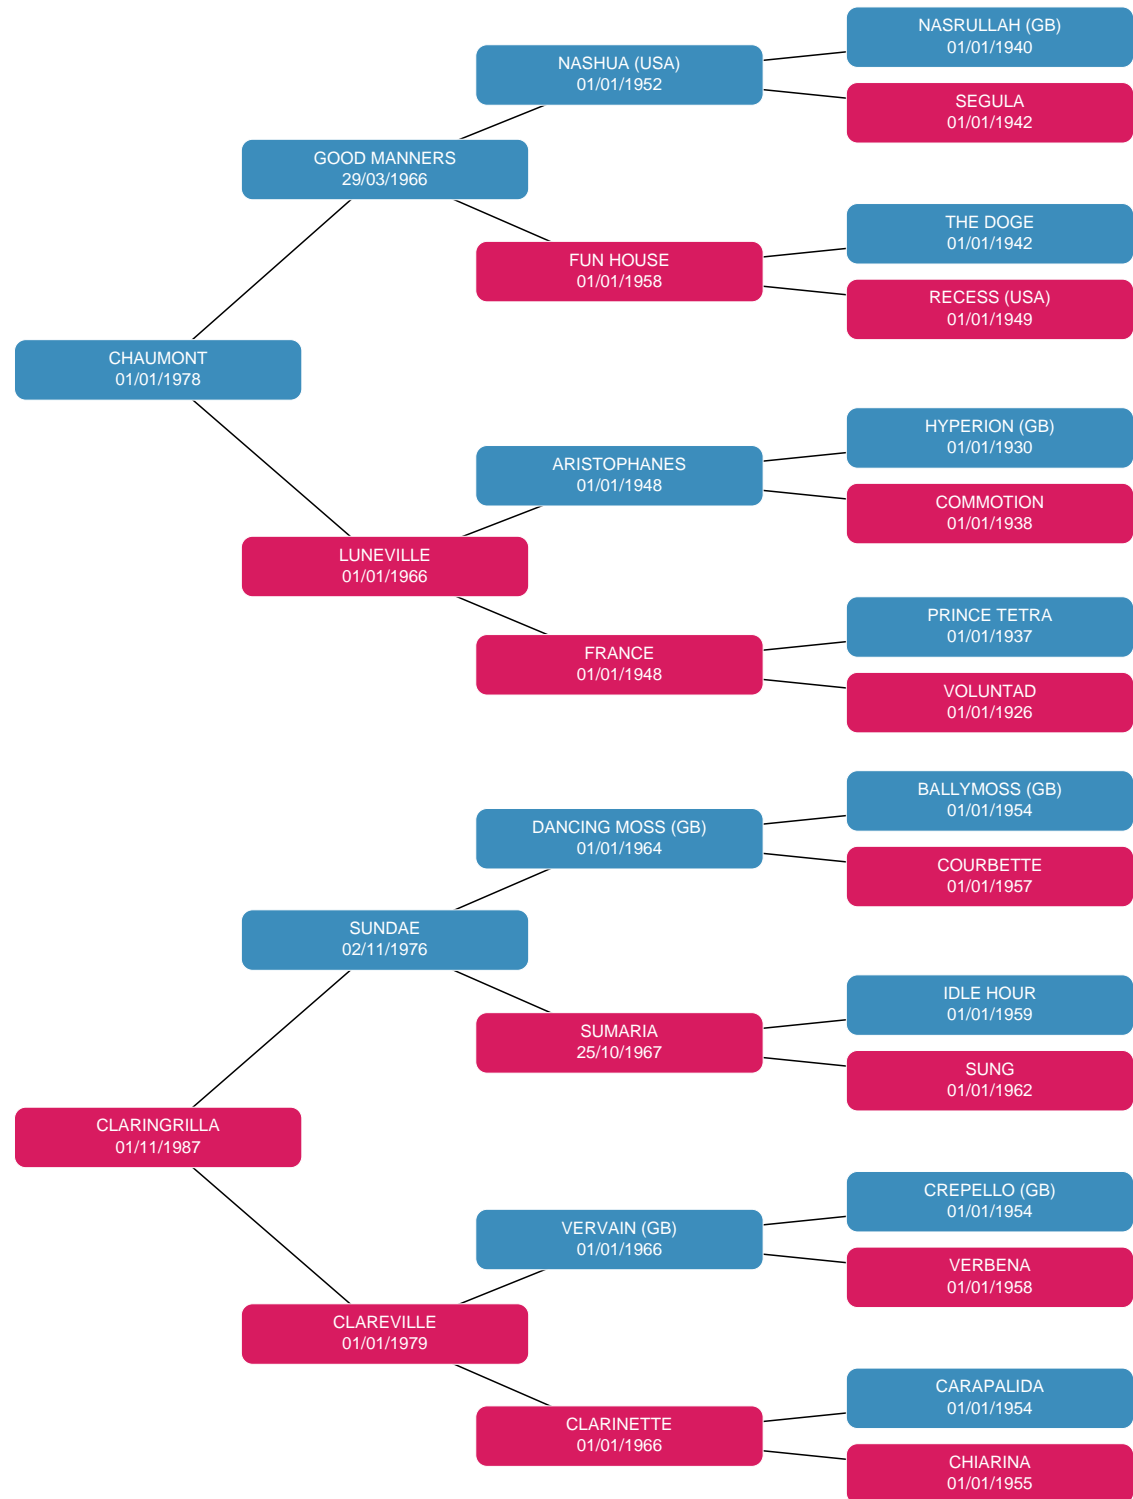 NASRULLAH (GB)
01/01/1940
NASHUA (USA)
01/01/1952
SEGULA
01/01/1942
GOOD MANNERS
29/03/1966
THE DOGE
01/01/1942
FUN HOUSE
01/01/1958
RECESS (USA)
01/01/1949
CHAUMONT
01/01/1978
HYPERION (GB)
01/01/1930
ARISTOPHANES
01/01/1948
COMMOTION
01/01/1938
LUNEVILLE
01/01/1966
PRINCE TETRA
01/01/1937
FRANCE
01/01/1948
VOLUNTAD
01/01/1926
BALLYMOSS (GB)
01/01/1954
DANCING MOSS (GB)
01/01/1964
COURBETTE
01/01/1957
SUNDAE
02/11/1976
IDLE HOUR
01/01/1959
SUMARIA
25/10/1967
SUNG
01/01/1962
CLARINGRILLA
01/11/1987
CREPELLO (GB)
01/01/1954
VERVAIN (GB)
01/01/1966
VERBENA
01/01/1958
CLAREVILLE
01/01/1979
CARAPALIDA
01/01/1954
CLARINETTE
01/01/1966
CHIARINA
01/01/1955